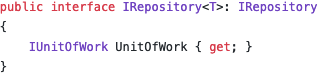 public interface IRepository<T>: IRepository
{
    IUnitOfWork UnitOfWork { get; }
}